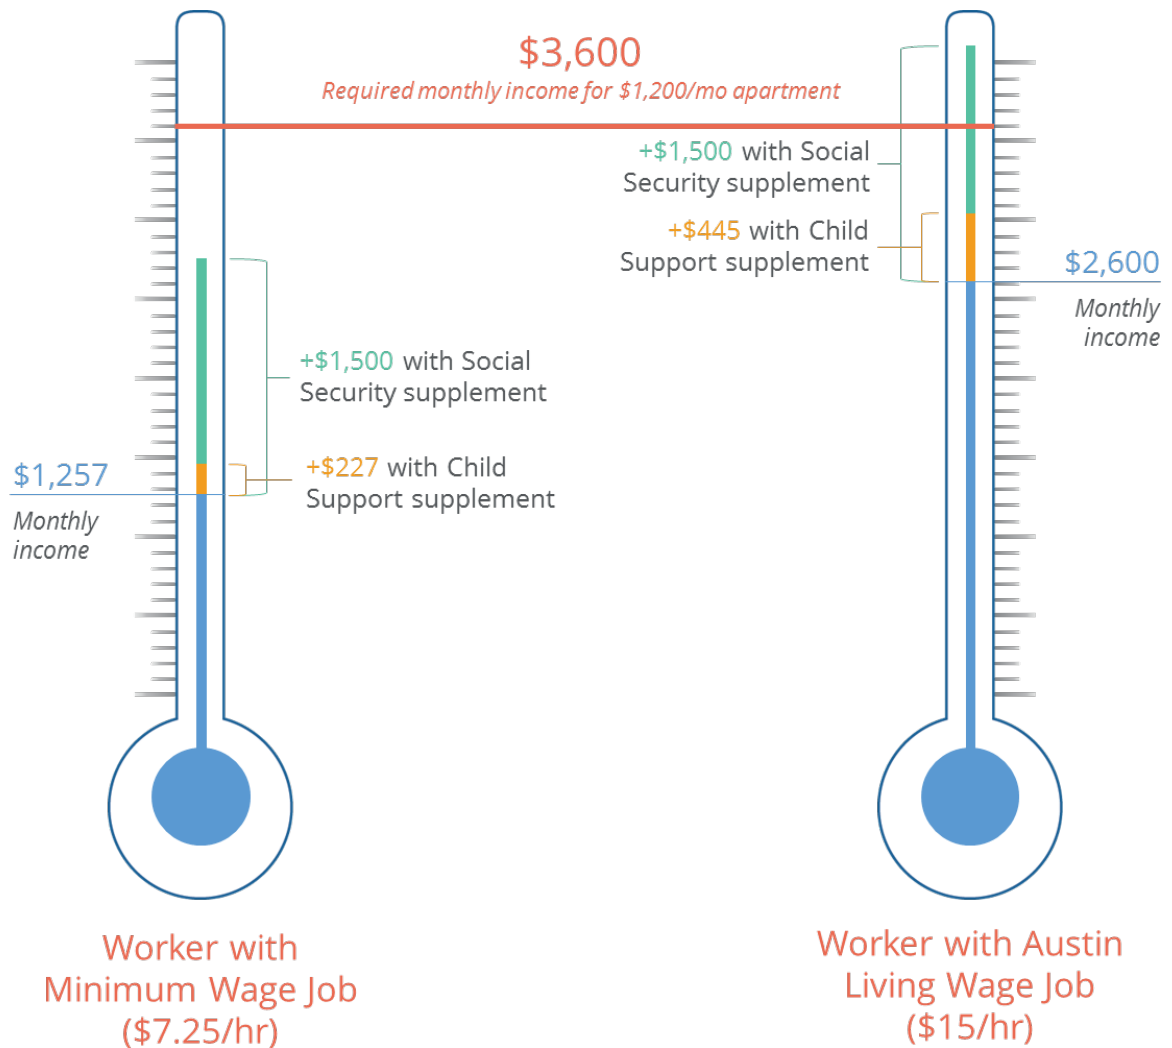 $3,600
Required monthly income for $1,200/mo apartment
+$1,500 with Social
Security supplement
+$445 with Child
Support supplement
$2,600
Monthly
income
+$1,500 with Social
Security supplement
$1,257
Monthly
income
+$227 with Child
Support supplement
Worker with
Minimum Wage Job
($7.25/hr)
Worker with Austin
Living Wage Job
($15/hr)